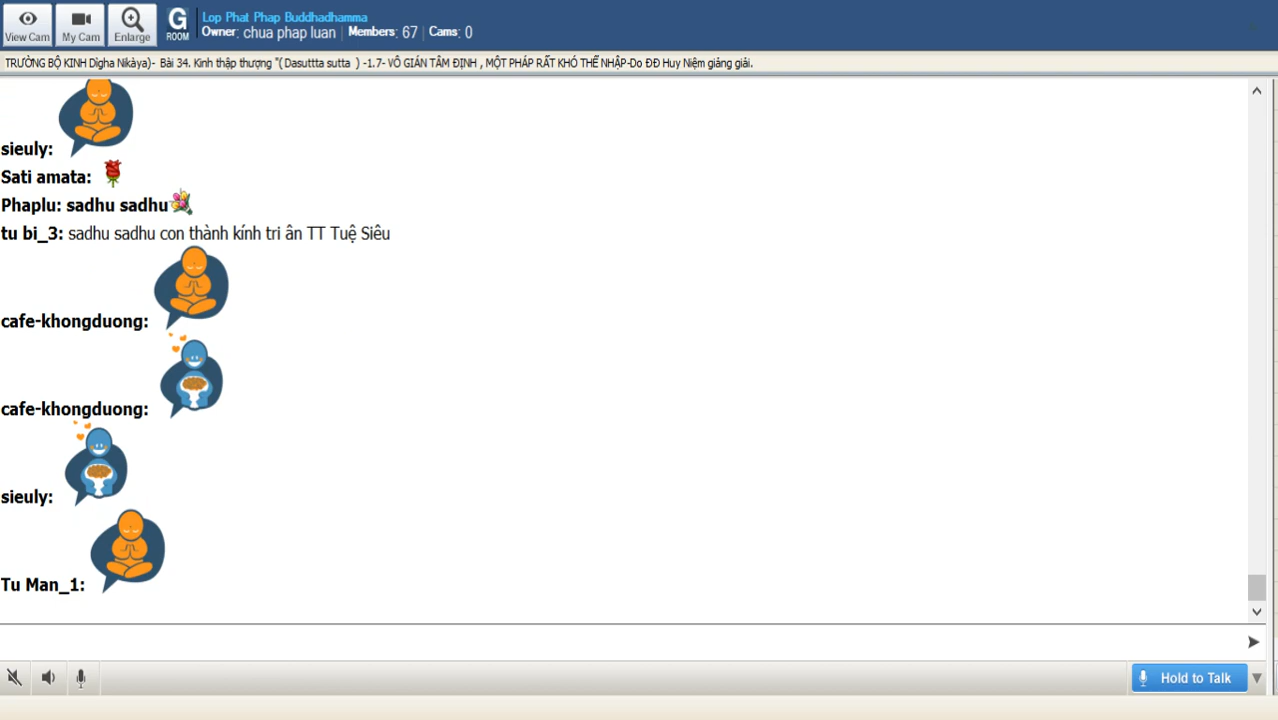 View Cam
My Cam
Enlarge
G
ROOM
Lop Phat Phap Buddhadhamma
Owner: chua phap luan | Members: 67 | Cams: 0
TRƯỜNG BỘ KINH Dìgha Nikàya)- Bài 34. Kinh thập thượng "( Dasuttta sutta ) -1.7- VÔ GIÁN TÂM ĐỊNH , MỘT PHÁP RẤT KHÓ THỂ NHẬP-Do ĐĐ Huy Niệm giảng giải.
sieuly:
Sati amata:
Phaplu: sadhu sadhu
tu bi_3: sadhu sadhu con thành kính tri ân TT Tuệ Siêu
cafe-khongduong:
cafe-khongduong:
sieuly:
Tu Man_1:
Hold to Talk